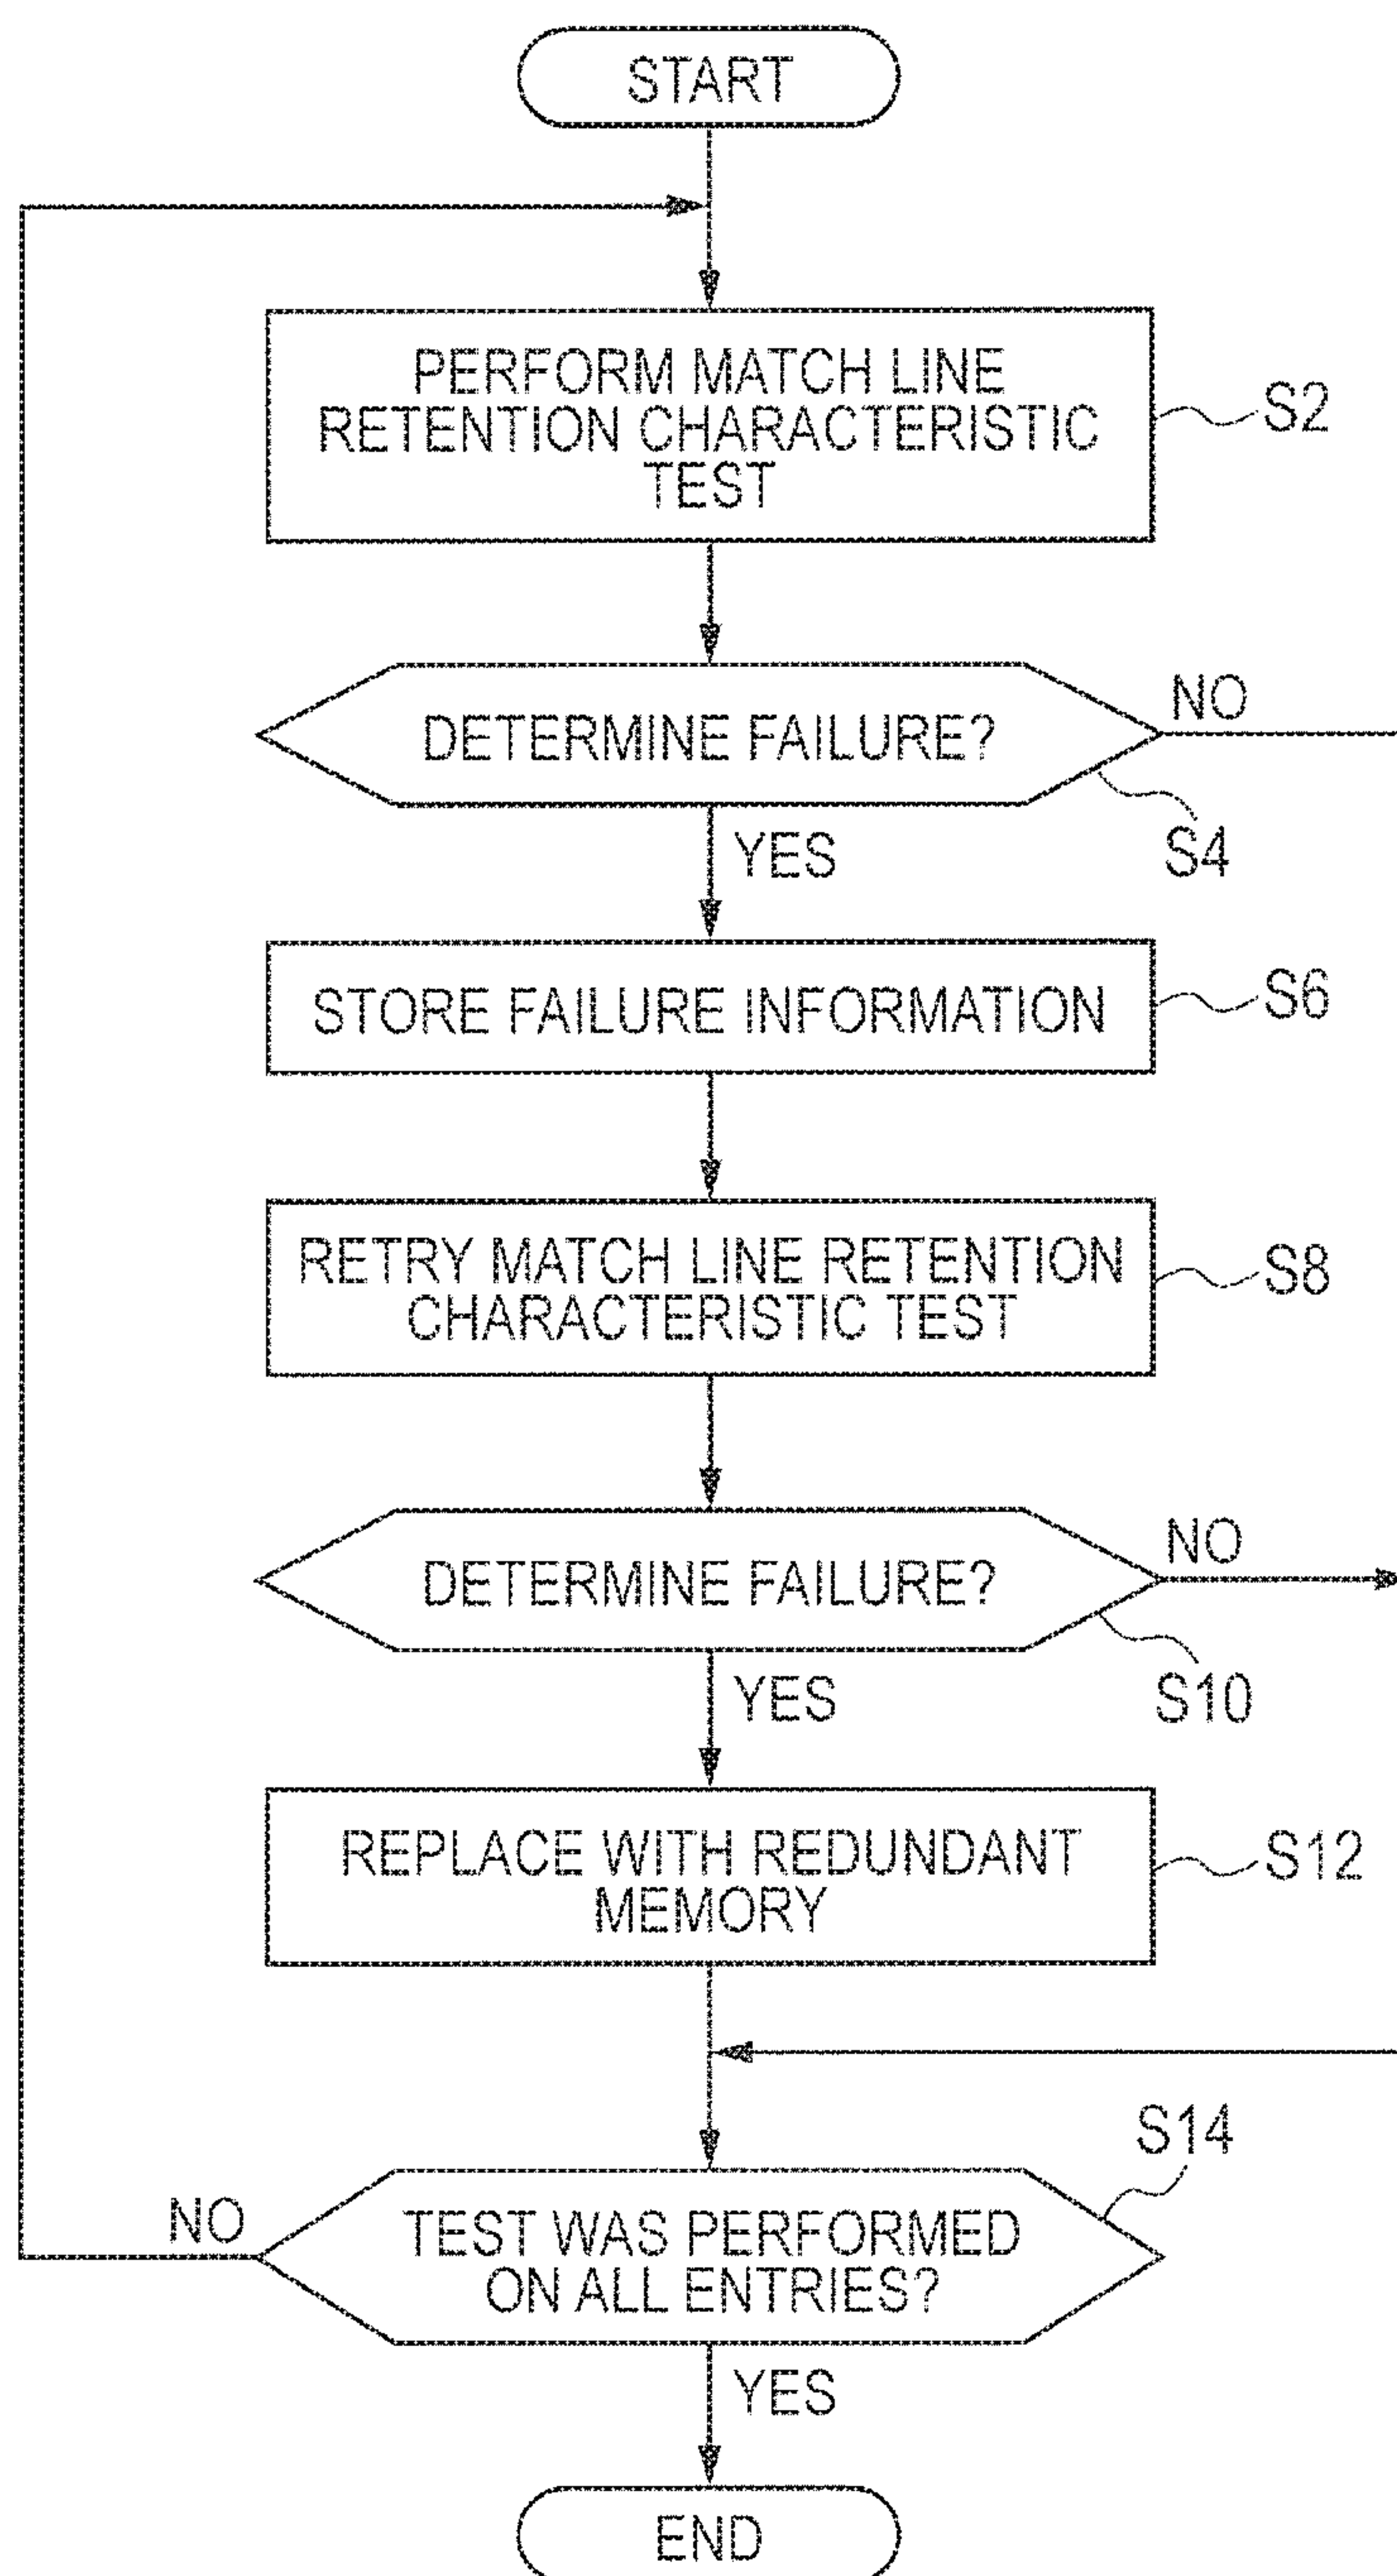 START
PERFORM MATCH LINE
RETENTION CHARACTERISTIC
TEST
S2
DETERMINE FAILURE?
NO
S4
YES
STORE FAILURE INFORMATION
S6
RETRY MATCH LINE RETENTION
CHARACTERISTIC TEST
S8
DETERMINE FAILURE?
NO
S10
YES
REPLACE WITH REDUNDANT
MEMORY
S12
S14
NO
TEST WAS PERFORMED
ON ALL ENTRIES?
YES
END